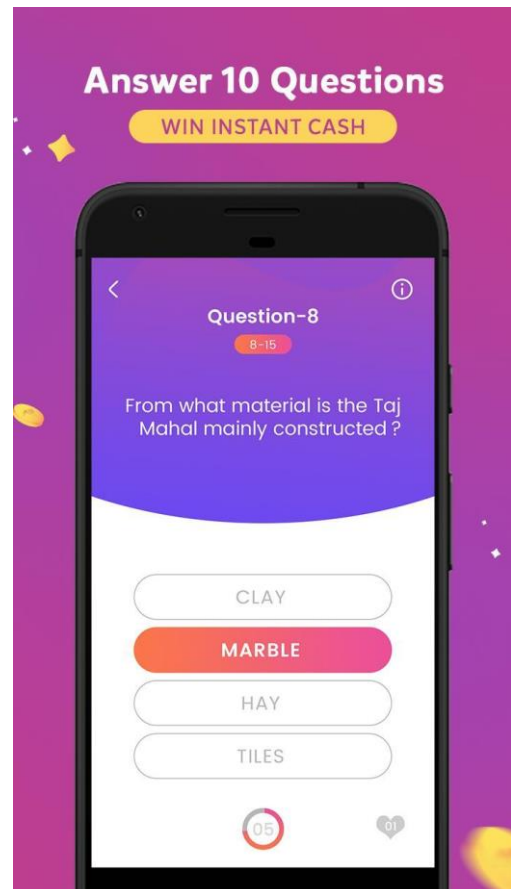 Answer 10 Questions
WIN INSTANT CASH
Question-8
8-15
From what material is the Taj
Mahal mainly constructed ?
CLAY
MARBLE
HAY
TILES
05
01